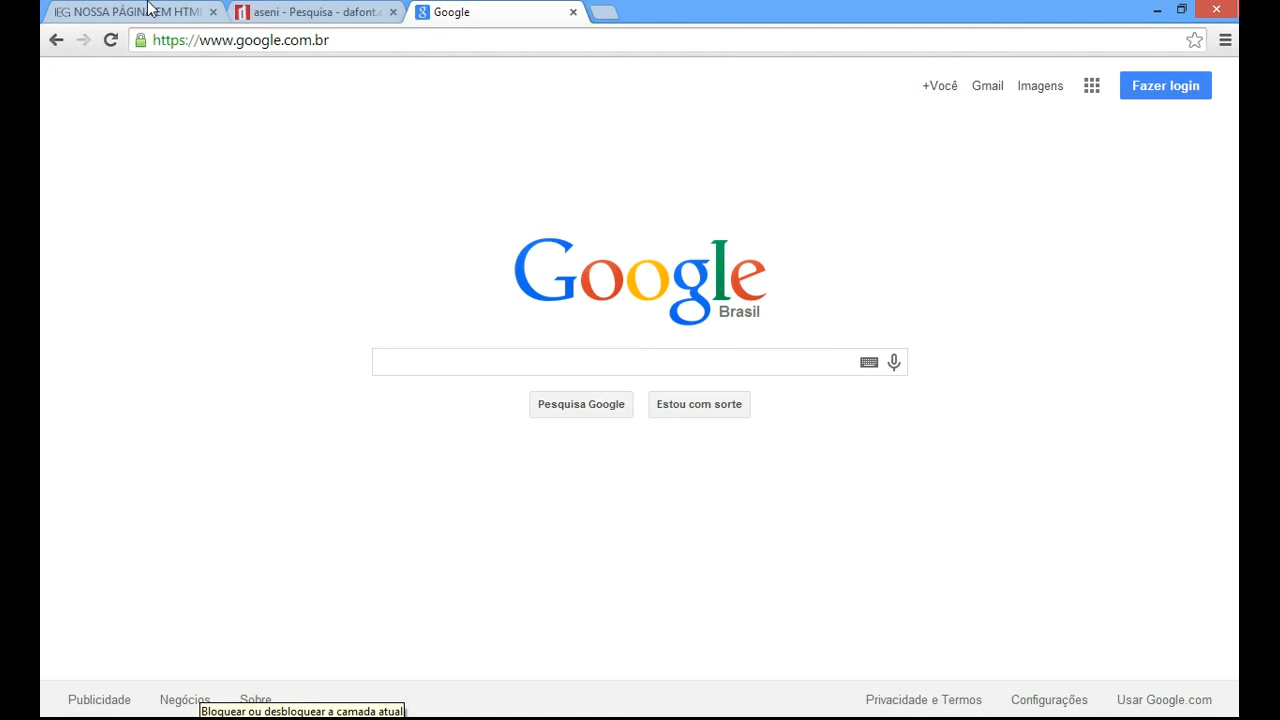 IEG NOSSA PÁGINA EM HTML
aseni - Pesquisa - dafont.c
Google
https://www.google.com.br
+Você Gmail Imagens Fazer login
Google
Brasil
Pesquisa Google Estou com sorte
Publicidade Negócios Sobre Privacidade e Termos Configurações Usar Google.com
Bloquear ou desbloquear a camada atual